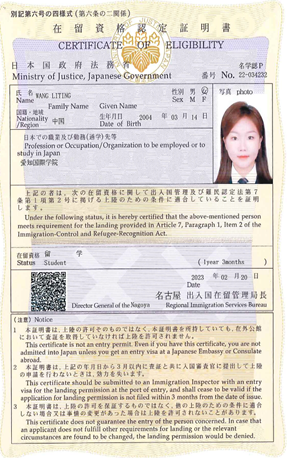 別記第六号の四様式（第六条の二関係）
在留資格認定証明書
CERTIFICATE OF ELIGIBILITY
日本国政府法務省
Ministry of Justice, Japanese Government
名学認P
番号 No. 22-034232
氏名 WANG LITING
Family Name Given Name
性別 男 女
Sex M F
写真 photo
国籍・地域
Nationality/Region 中国
生年月日 2004 年 03 月 14 日
Date of Birth
日本での職業及び勤務(通学)先等
Profession or Occupation/Organization to be employed or to
study in Japan
愛知国際学院
上記の者は、次の在留資格に関して出入国管理及び難民認定法第7
条第1項第2号に掲げる上陸のための条件に適合していることを証明
します。
Under the following status, it is hereby certified that the above-mentioned person
meets requirement for the landing provided in Article 7, Paragraph 1, Item 2 of the
Immigration-Control and Refugee-Recognition Act.
在留資格 留 学
Status Student ( 1year 3months )
2023 年 02 月 20 日
名古屋 出入国在留管理局長
Director General of the Nagoya Regional Immigration Services Bureau
(注意) Notice
1 本証明書は、上陸の許可そのものではなく、本証明書を所持していても、在外公館
において査証を取得していなければ上陸を許可されません。
This certificate is not an entry permit. Even if you have this certificate, you are not
admitted into Japan unless you get an entry visa at a Japanese Embassy or Consulate
abroad.
2 本証明書は、上記の年月日から3月以内に査証と共に入国審査官に提出して上陸
の申請を行わないときは、効力を失います。
This certificate should be submitted to an Immigration Inspector with an entry
visa for the landing permission at the port of entry, and shall cease to be valid if the
application for landing permission is not filed within 3 months from the date of issue.
3 本証明書は、上陸の許可を保証するものではなく、他の上陸のための条件に適合
しない場合又は事情の変更があった場合は上陸を許可されないことがあります。
This certificate does not guarantee the entry of the person concerned. In case that
an applicant does not fulfill other requirements for landing or the relevant
circumstances are found to be changed, the landing permission would be denied.